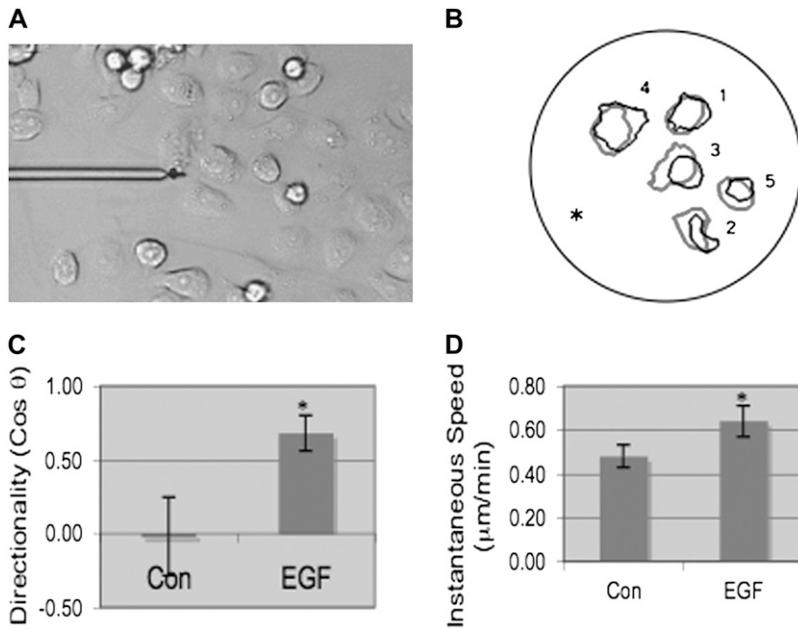 A
B
4
1
3
5
2
*
C
Directionality (Cos θ)
1.00
0.50
0.00
-0.50
*
Con
EGF
D
Instantaneous Speed
(μm/min)
0.80
0.60
0.40
0.20
0.00
*
Con
EGF